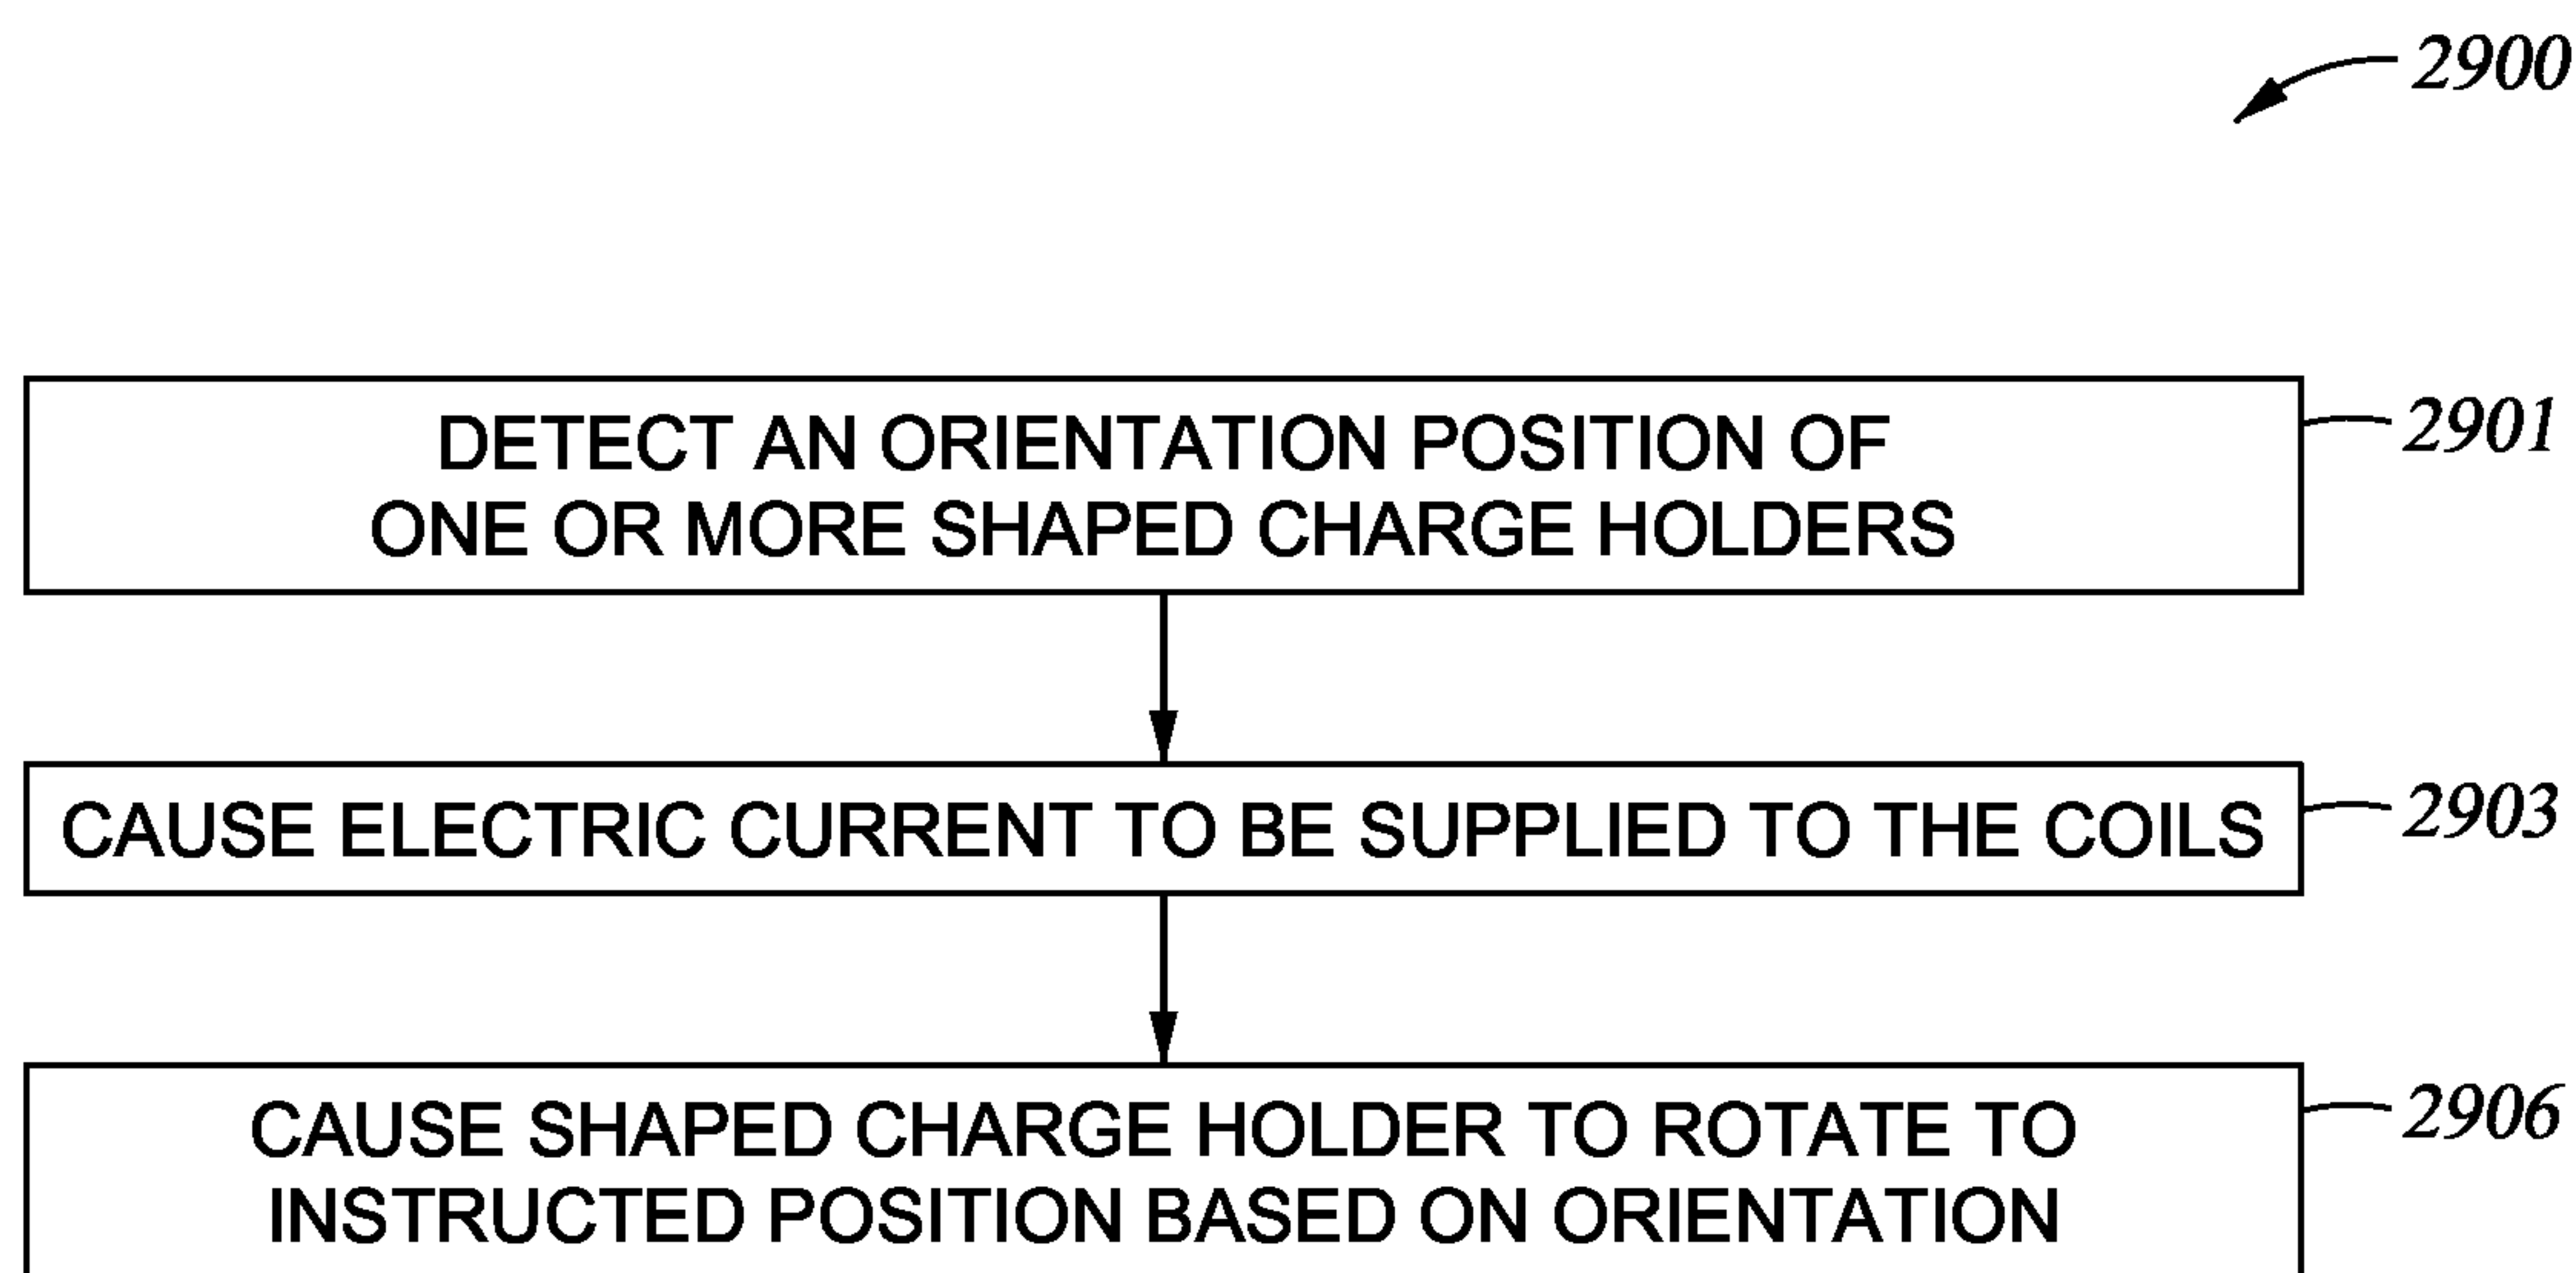 2900
DETECT AN ORIENTATION POSITION OF
ONE OR MORE SHAPED CHARGE HOLDERS
2901
CAUSE ELECTRIC CURRENT TO BE SUPPLIED TO THE COILS
2903
CAUSE SHAPED CHARGE HOLDER TO ROTATE TO
INSTRUCTED POSITION BASED ON ORIENTATION
2906